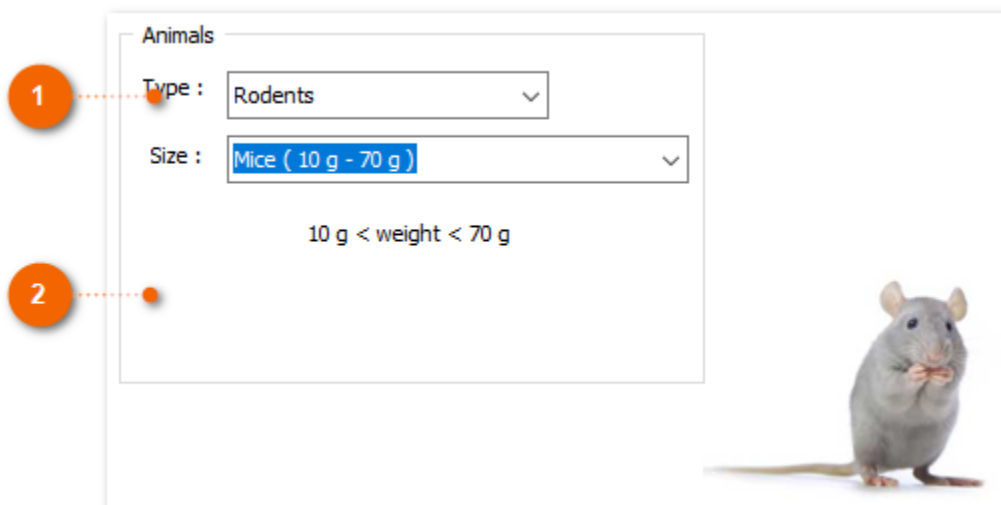 Animals
1 Type : Rodents
Size : Mice ( 10 g - 70 g )
10 g < weight < 70 g
2